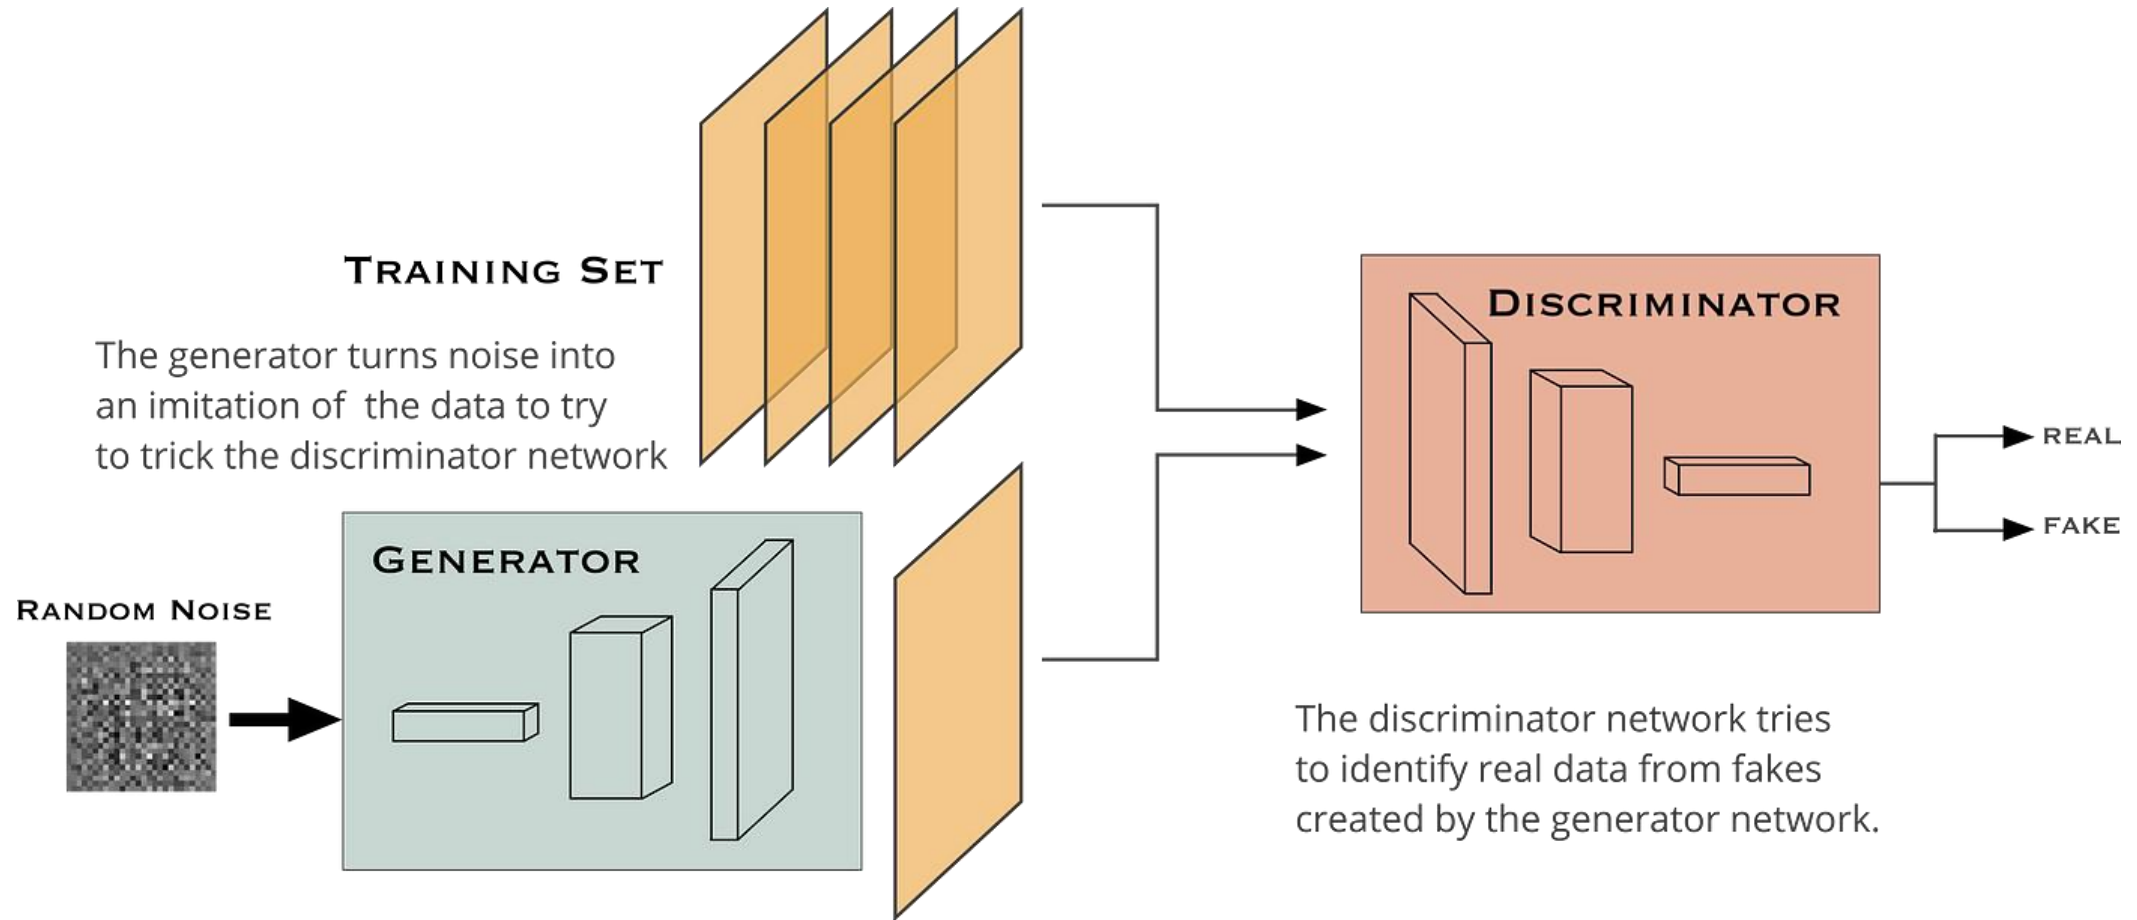 TRAINING SET
The generator turns noise into
an imitation of  the data to try
to trick the discriminator network
GENERATOR
RANDOM NOISE
DISCRIMINATOR
REAL
FAKE
The discriminator network tries
to identify real data from fakes
created by the generator network.